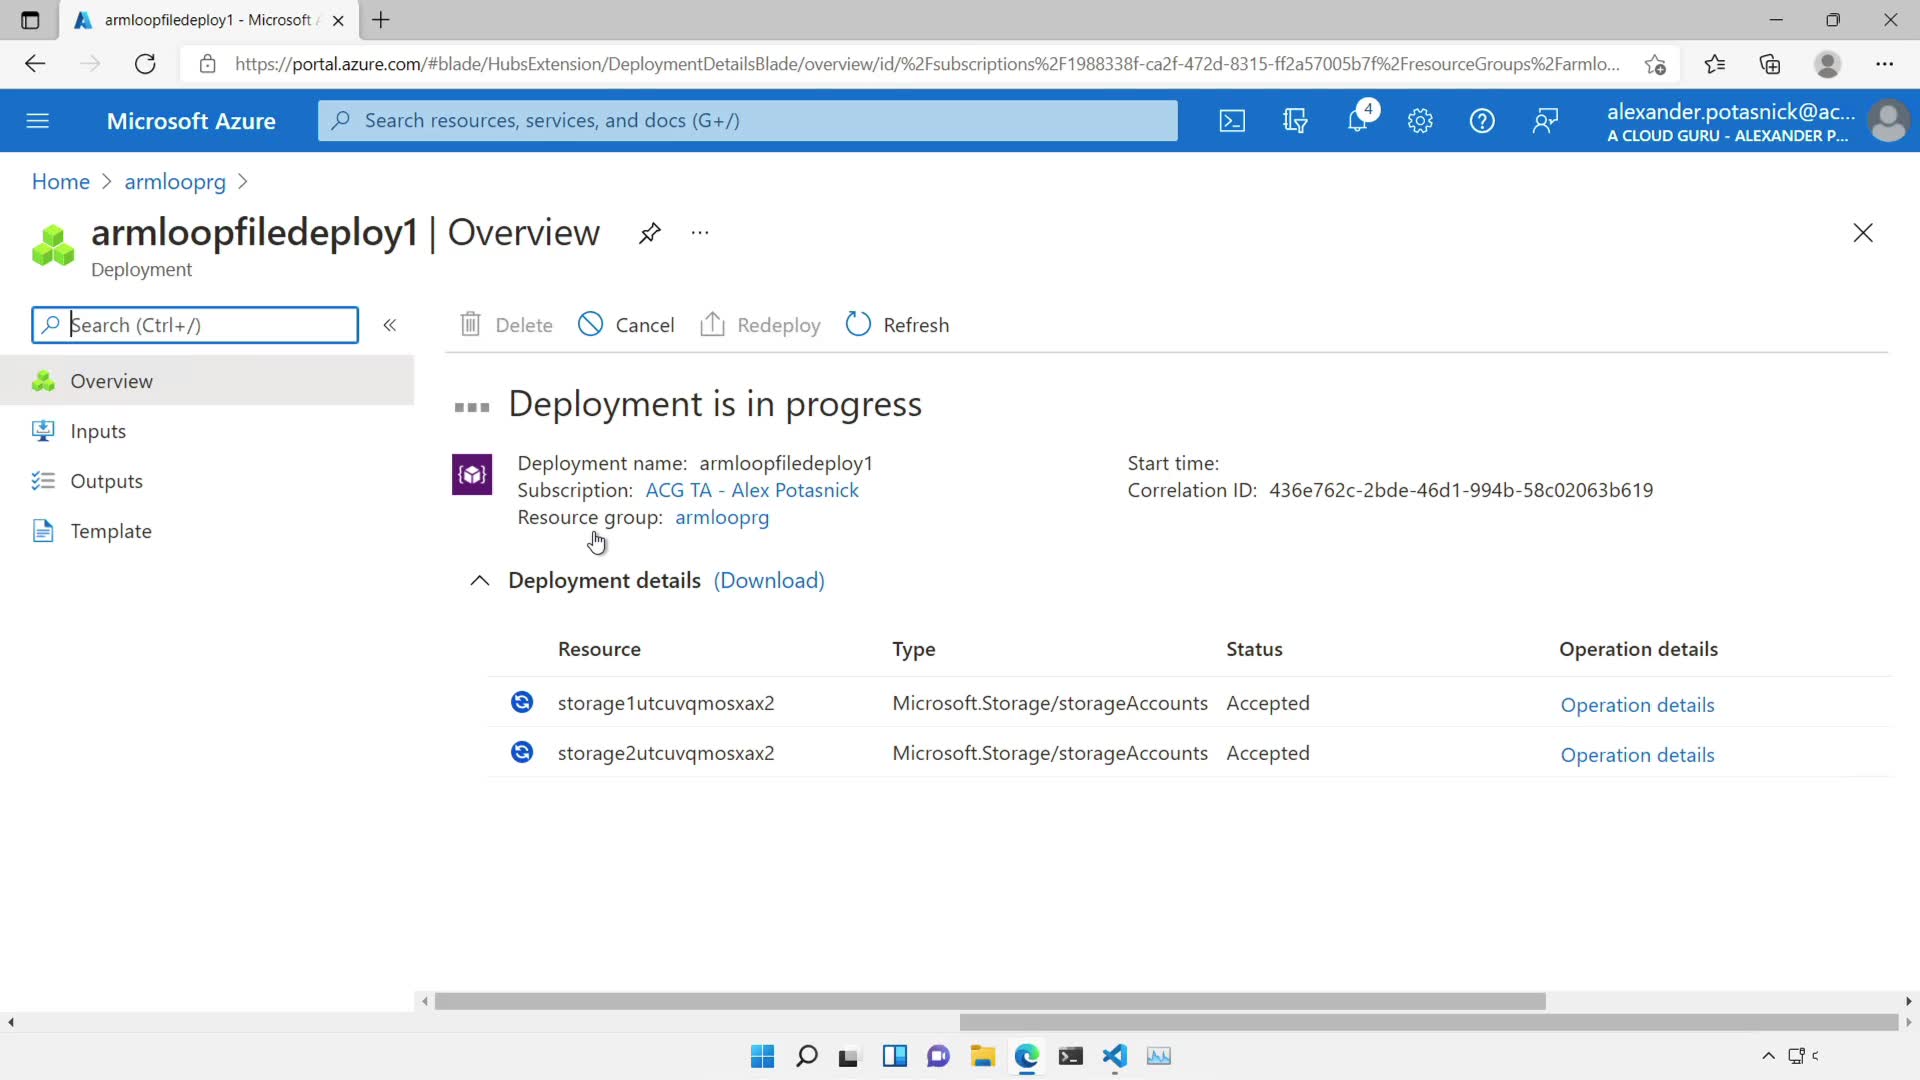 armloopfiledeploy1 - Microsoft A
https://portal.azure.com/#blade/HubsExtension/DeploymentDetailsBlade/overview/id/%2Fsubscriptions%2F1988338f-ca2f-472d-8315-ff2a57005b7f%2FresourceGroups%2Farmlo...
Microsoft Azure
Search resources, services, and docs (G+/)
4
alexander.potasnick@ac...
A CLOUD GURU - ALEXANDER P...
Home > armlooprg >
armloopfiledeploy1 | Overview
Deployment
Search (Ctrl+/)
Delete Cancel Redeploy Refresh
Overview
Inputs
Outputs
Template
Deployment is in progress
Deployment name: armloopfiledeploy1
Subscription: ACG TA - Alex Potasnick
Resource group: armlooprg
Start time:
Correlation ID: 436e762c-2bde-46d1-994b-58c02063b619
Deployment details (Download)
Resource Type Status Operation details
storage1utcuvqmosxax2 Microsoft.Storage/storageAccounts Accepted Operation details
storage2utcuvqmosxax2 Microsoft.Storage/storageAccounts Accepted Operation details